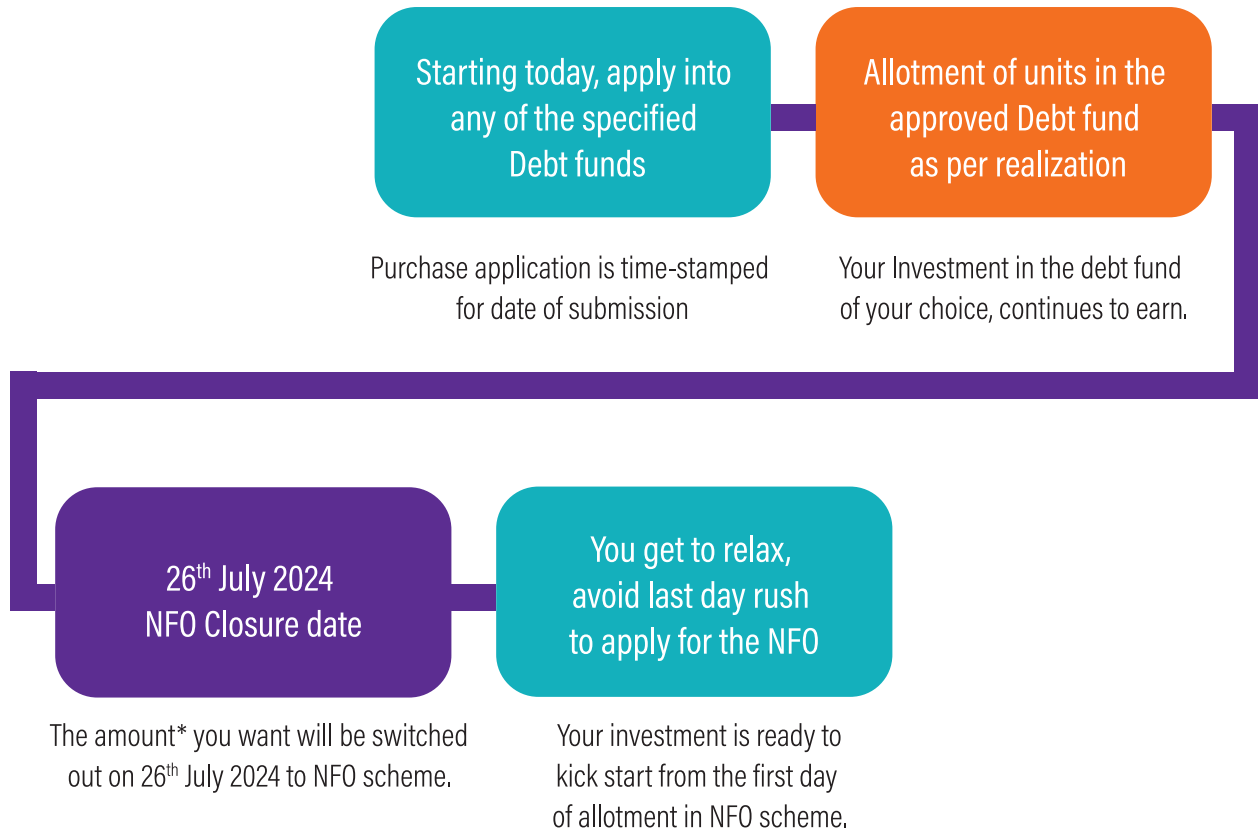 Starting today, apply into
any of the specified
Debt funds
Allotment of units in the
approved Debt fund
as per realization
Purchase application is time-stamped
for date of submission
Your Investment in the debt fund
of your choice, continues to earn.
26th July 2024
NFO Closure date
You get to relax,
avoid last day rush
to apply for the NFO
The amount* you want will be switched
out on 26th July 2024 to NFO scheme.
Your investment is ready to
kick start from the first day
of allotment in NFO scheme.